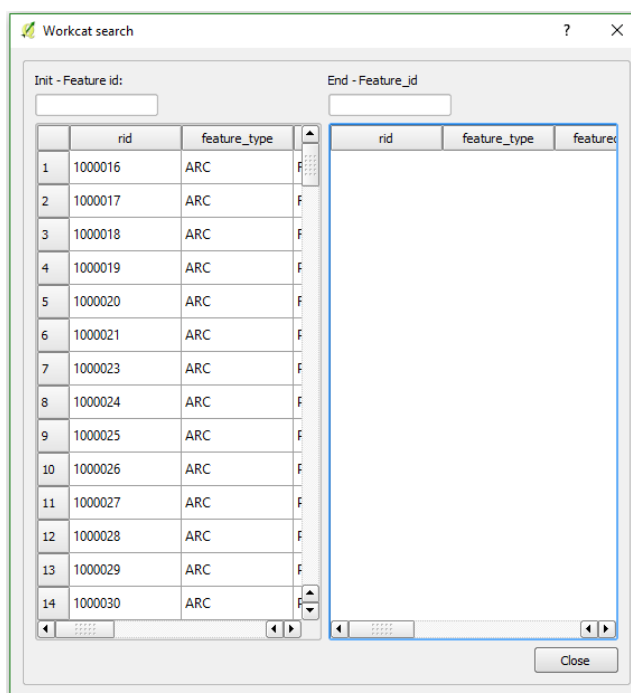 Workcat search ? ×
Init - Feature id: End - Feature_id
rid feature_type rid feature_type
1 1000016 ARC
2 1000017 ARC
3 1000018 ARC
4 1000019 ARC
5 1000020 ARC
6 1000021 ARC
7 1000023 ARC
8 1000024 ARC
9 1000025 ARC
10 1000026 ARC
11 1000027 ARC
12 1000028 ARC
13 1000029 ARC
14 1000030 ARC
Close